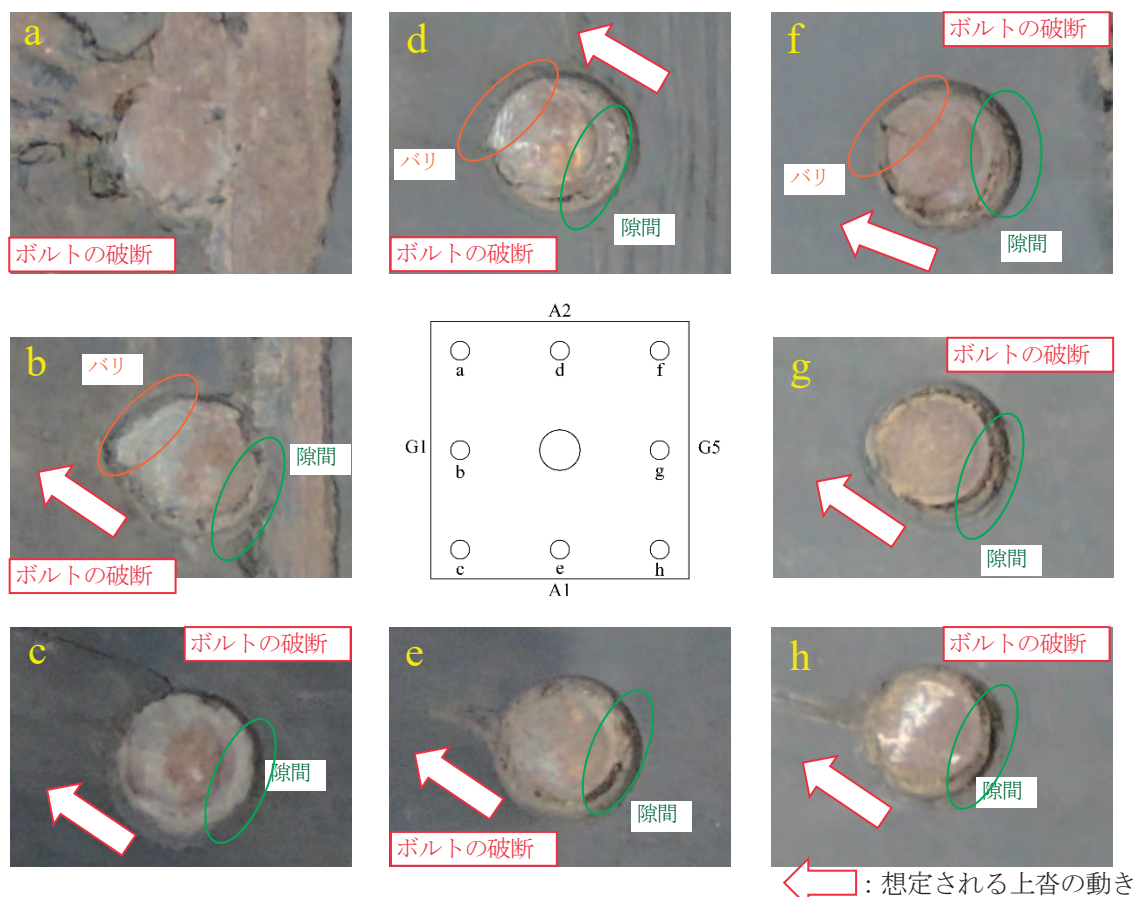 a
ボルトの破断
d
バリ
隙間
ボルトの破断
ボルトの破断
f
バリ
隙間
b
バリ
隙間
ボルトの破断
A2
a
d
f
G1
G5
b
g
c
e
h
A1
ボルトの破断
g
隙間
ボルトの破断
c
隙間
e
隙間
ボルトの破断
ボルトの破断
h
隙間
：想定される上沓の動き